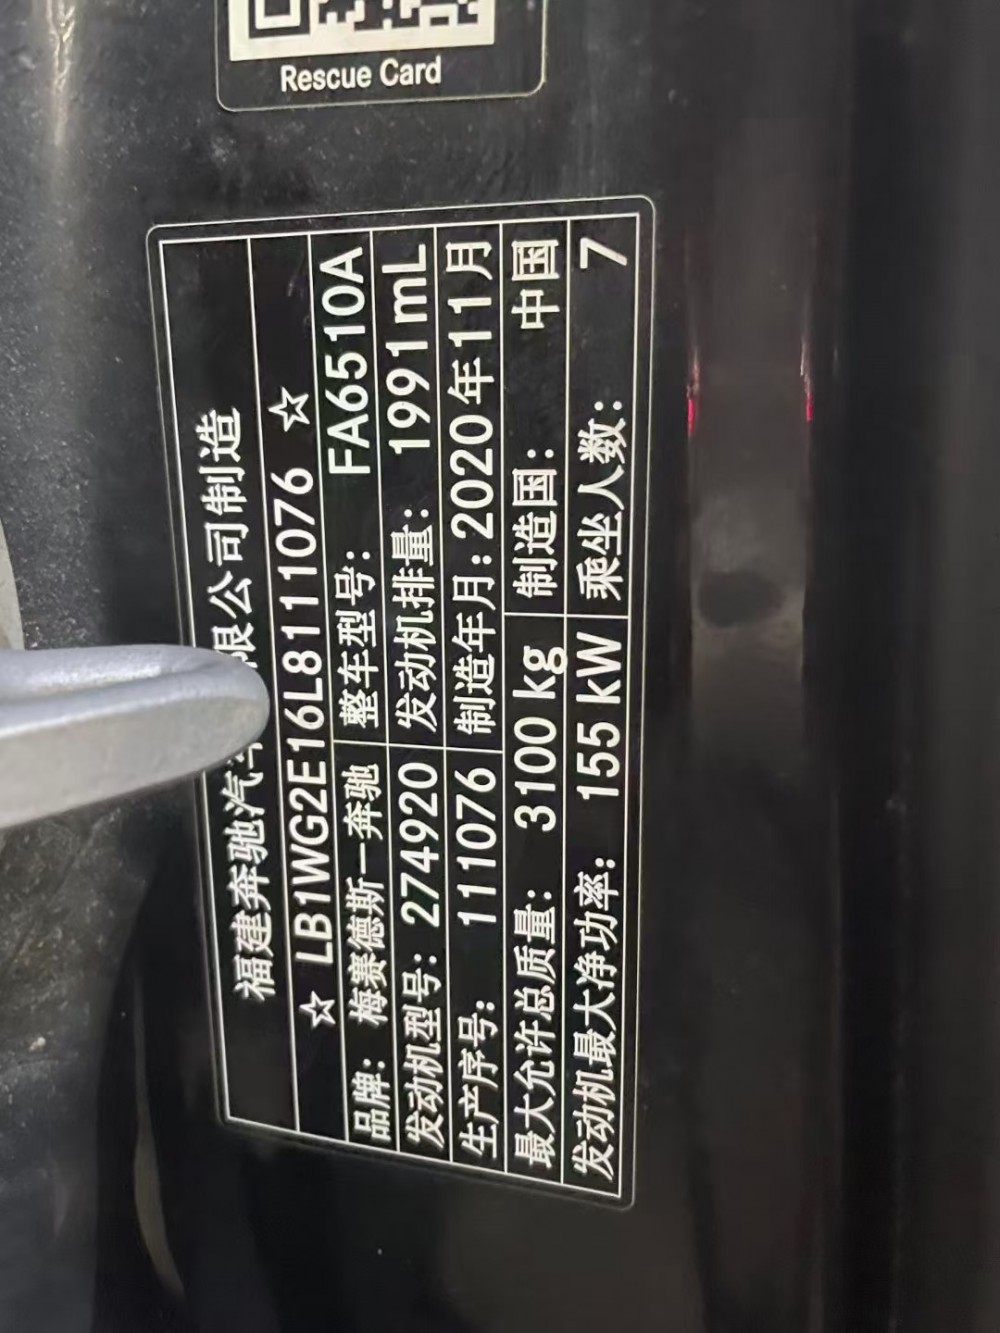 Rescue Card
福建奔驰汽车 限公司制造
☆ LB1WG2E16L8111076 ☆
品牌： 梅赛德斯－奔驰 整车型号： FA6510A
发动机型号：274920 发动机排量： 1991mL
生产序号： 111076 制造年月：2020年11月
最大允许总质量： 3100 kg 制造国： 中国
发动机最大净功率： 155 kW 乘坐人数： 7